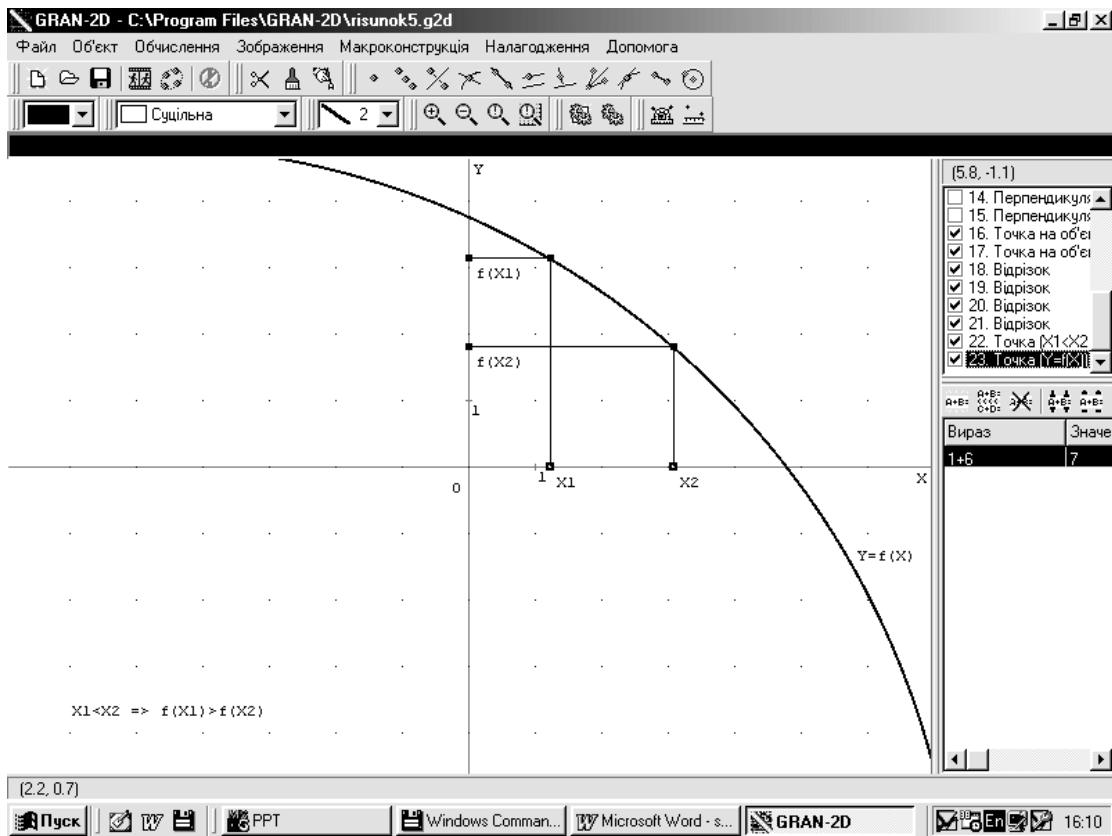 GRAN-2D - C:\Program Files\GRAN-2D\risunok5.g2d
Файл Об'єкт Обчислення Зображення Макроконструкція Налагодження Допомога
Суцільна 2
(5.8, -1.1)
14. Перпендикуля
15. Перпендикуля
16. Точка на об'єк
17. Точка на об'єк
18. Відрізок
19. Відрізок
20. Відрізок
21. Відрізок
22. Точка (X1<X2
23. Точка (Y=f(X))
Вираз Значе
1+6 7
Y
f(X1)
f(X2)
1
1 X1 X2 X
0
Y=f(X)
X1<X2 => f(X1)>f(X2)
(2.2, 0.7)
Пуск PPT Windows Comman... Microsoft Word - s... GRAN-2D En 16:10